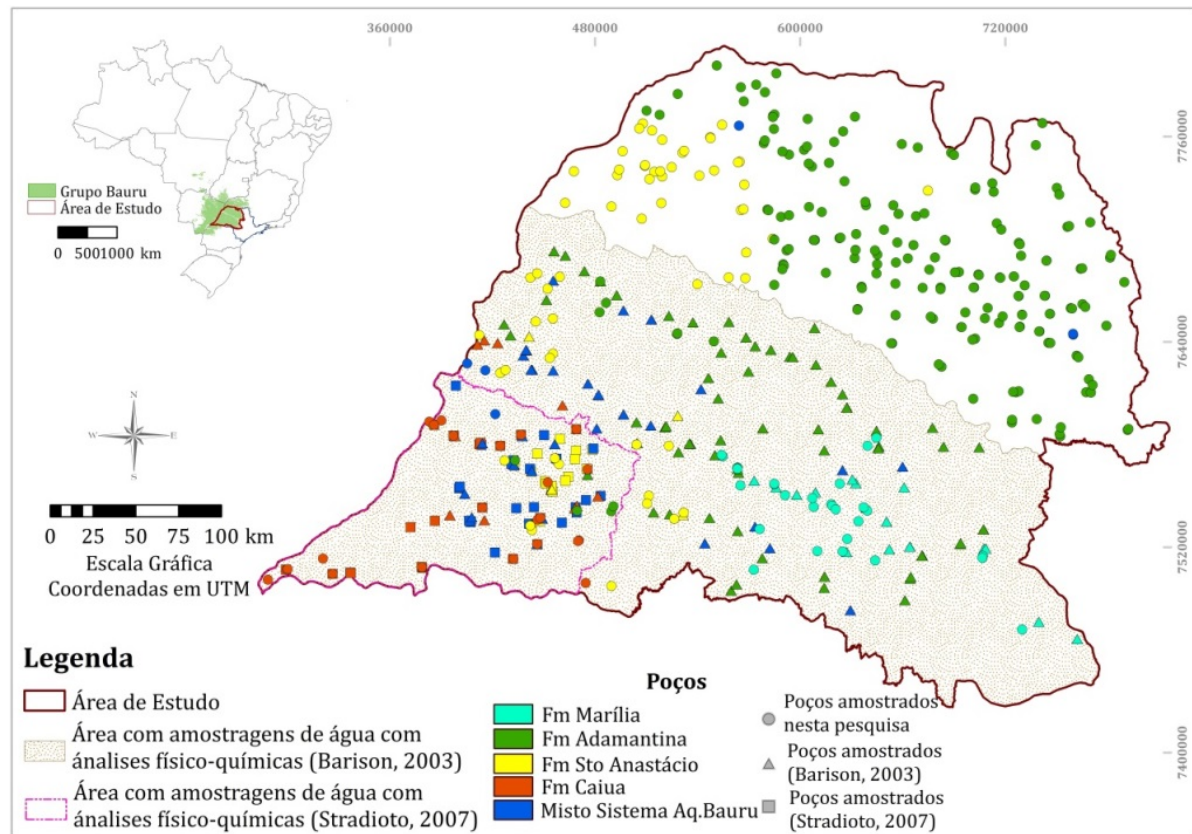 360000
480000
600000
720000
7760000
7640000
7520000
7400000
Grupo Bauru
Área de Estudo
0 5001000 km
N
W E
S
0 25 50 75 100 km
Escala Gráfica
Coordenadas em UTM
Legenda
Área de Estudo
Área com amostragens de água com
ánalises físico-químicas (Barison, 2003)
Área com amostragens de água com
ánalises físico-químicas (Stradioto, 2007)
Poços
Fm Marília
Fm Adamantina
Fm Sto Anastácio
Fm Caiua
Misto Sistema Aq.Bauru
Poços amostrados
nesta pesquisa
Poços amostrados
(Barison, 2003)
Poços amostrados
(Stradioto, 2007)